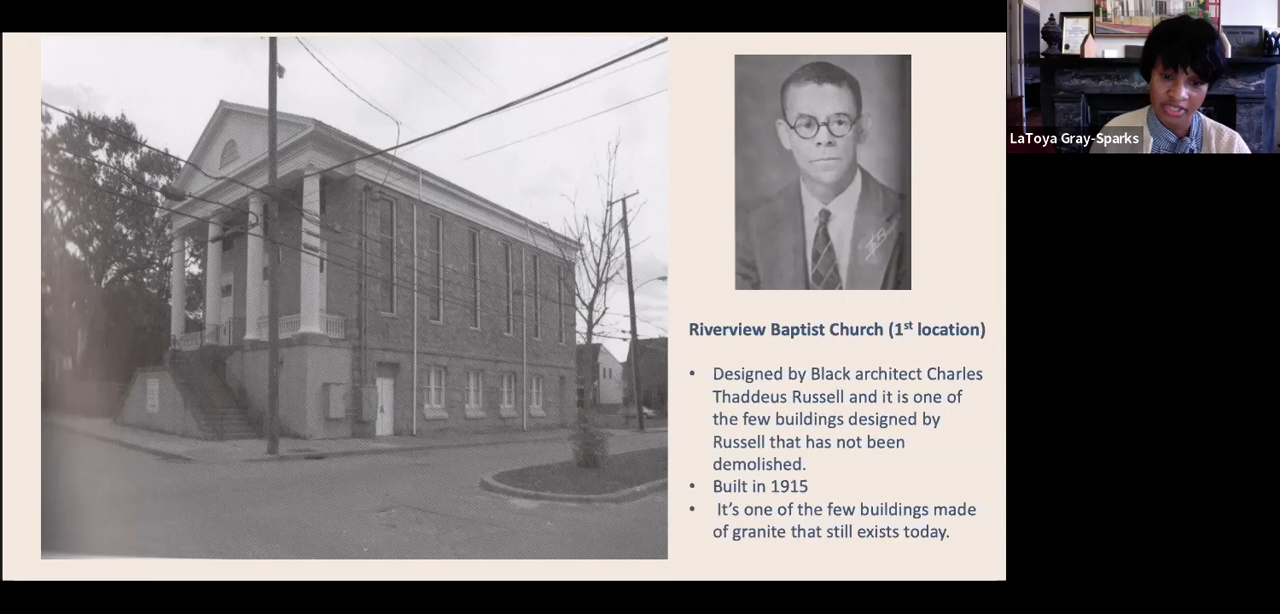 LaToya Gray-Sparks
Riverview Baptist Church (1st location)
• Designed by Black architect Charles
Thaddeus Russell and it is one of
the few buildings designed by
Russell that has not been
demolished.
• Built in 1915
• It’s one of the few buildings made
of granite that still exists today.